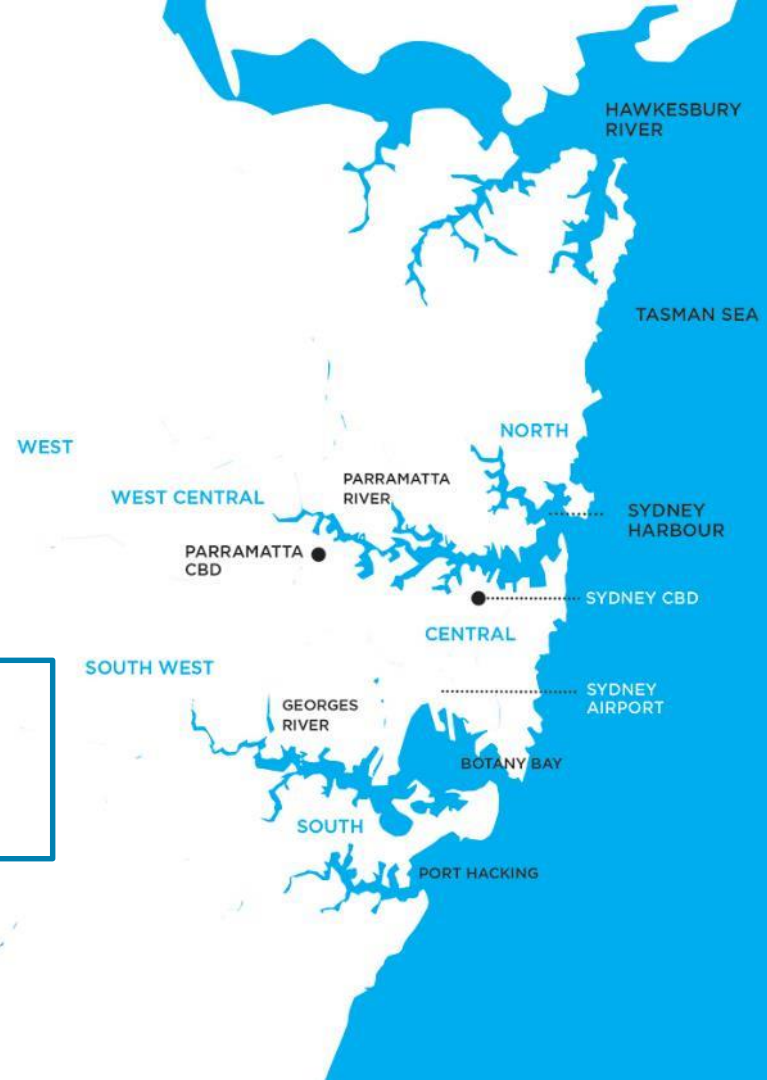 HAWKESBURY
RIVER
TASMAN SEA
NORTH
WEST
PARRAMATTA
RIVER
WEST CENTRAL
SYDNEY
HARBOUR
PARRAMATTA
CBD
SYDNEY CBD
CENTRAL
SOUTH WEST
SYDNEY
AIRPORT
GEORGES
RIVER
BOTANY BAY
SOUTH
PORT HACKING